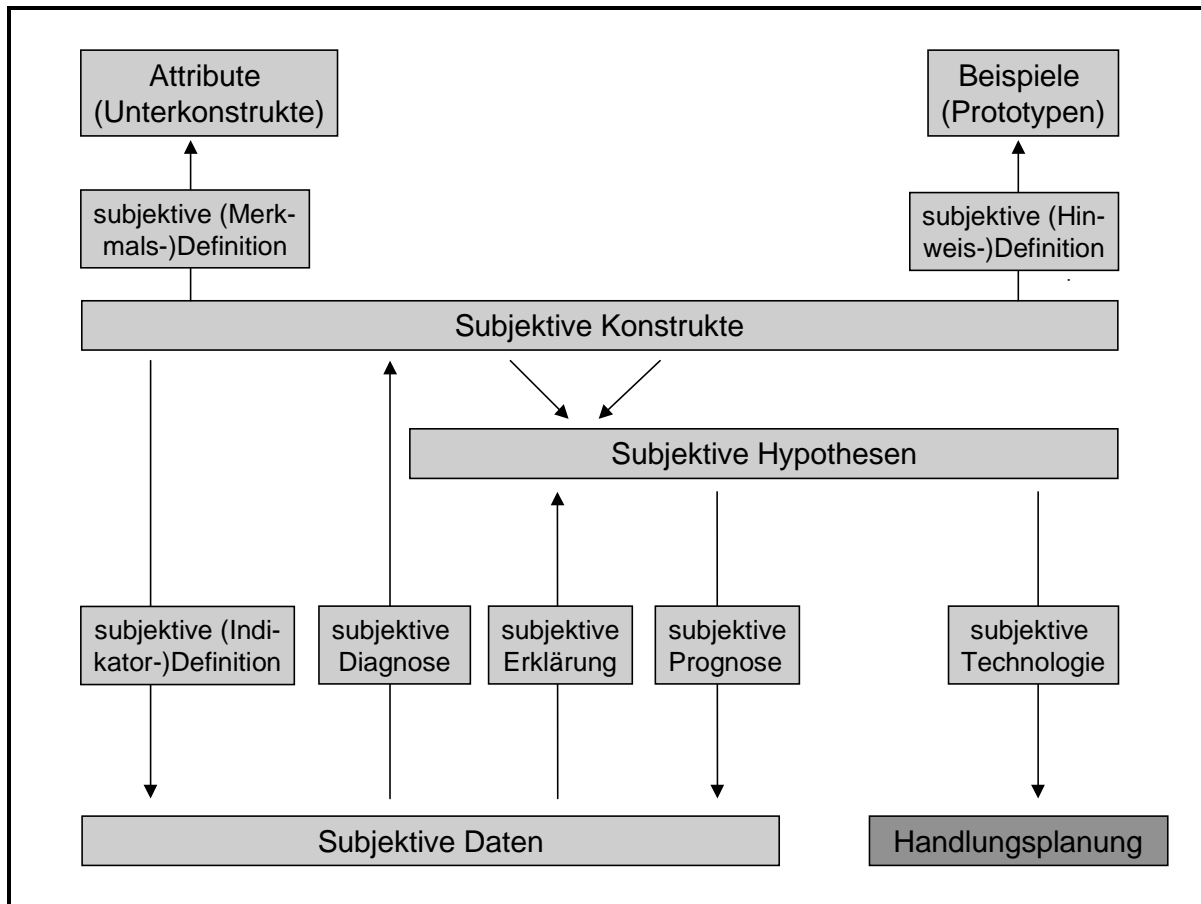 Attribute
(Unterkonstrukte)
Beispiele
(Prototypen)
subjektive (Merk-
mals-)Definition
subjektive (Hin-
weis-)Definition
Subjektive Konstrukte
Subjektive Hypothesen
subjektive (Indi-
kator-)Definition
subjektive
Diagnose
subjektive
Erklärung
subjektive
Prognose
subjektive
Technologie
Subjektive Daten
Handlungsplanung